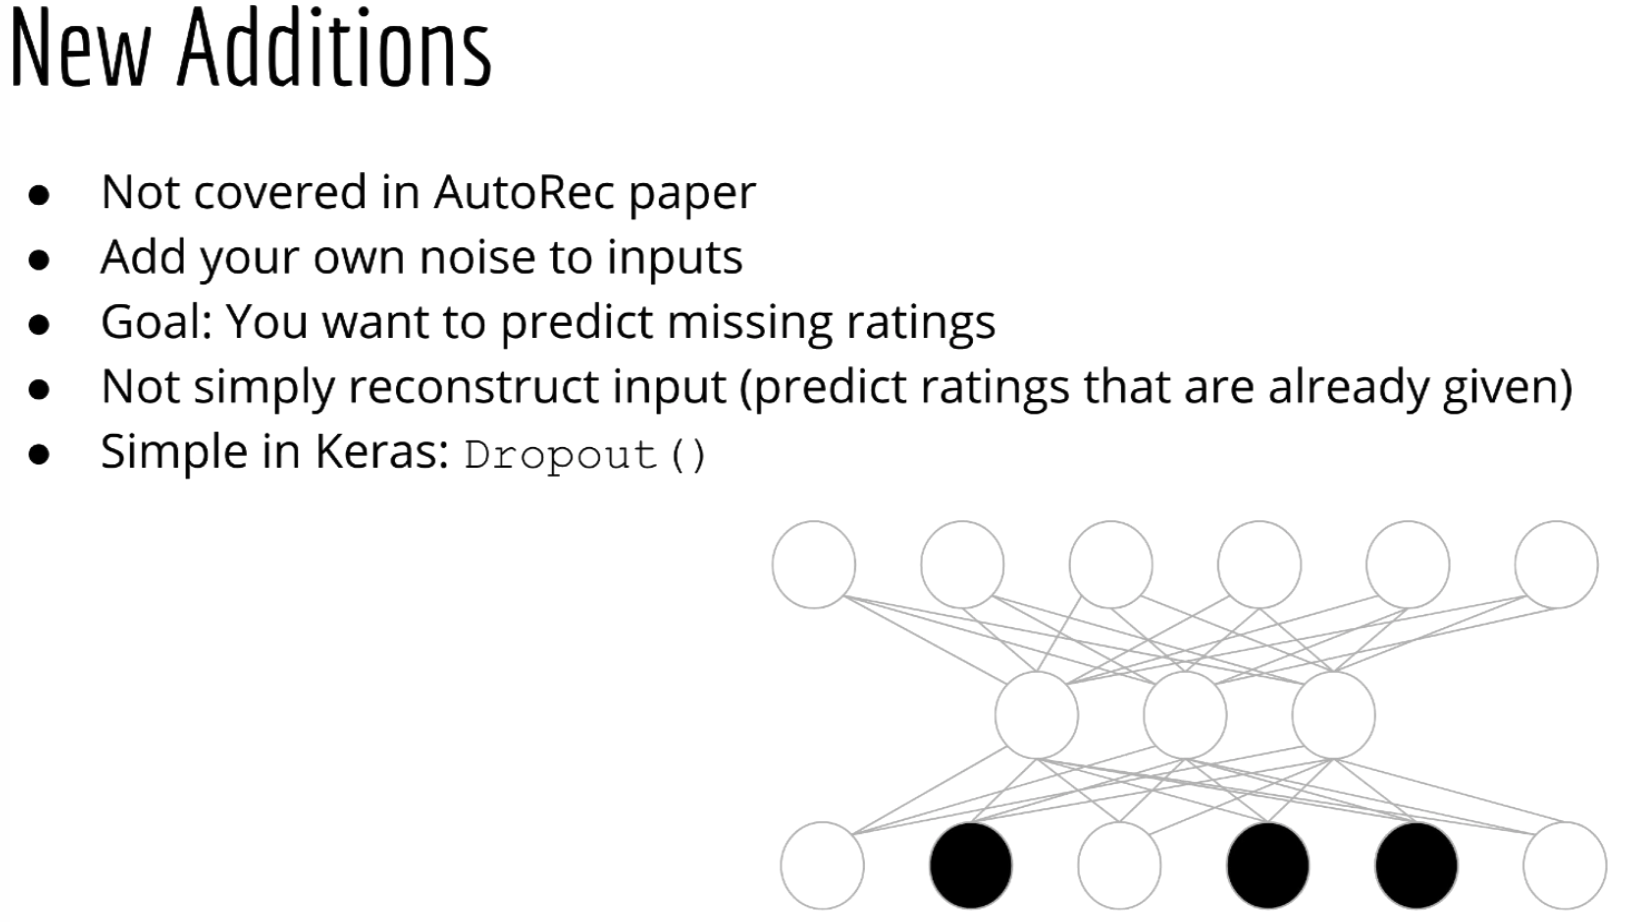 New Additions
● Not covered in AutoRec paper
● Add your own noise to inputs
● Goal: You want to predict missing ratings
● Not simply reconstruct input (predict ratings that are already given)
● Simple in Keras: Dropout()